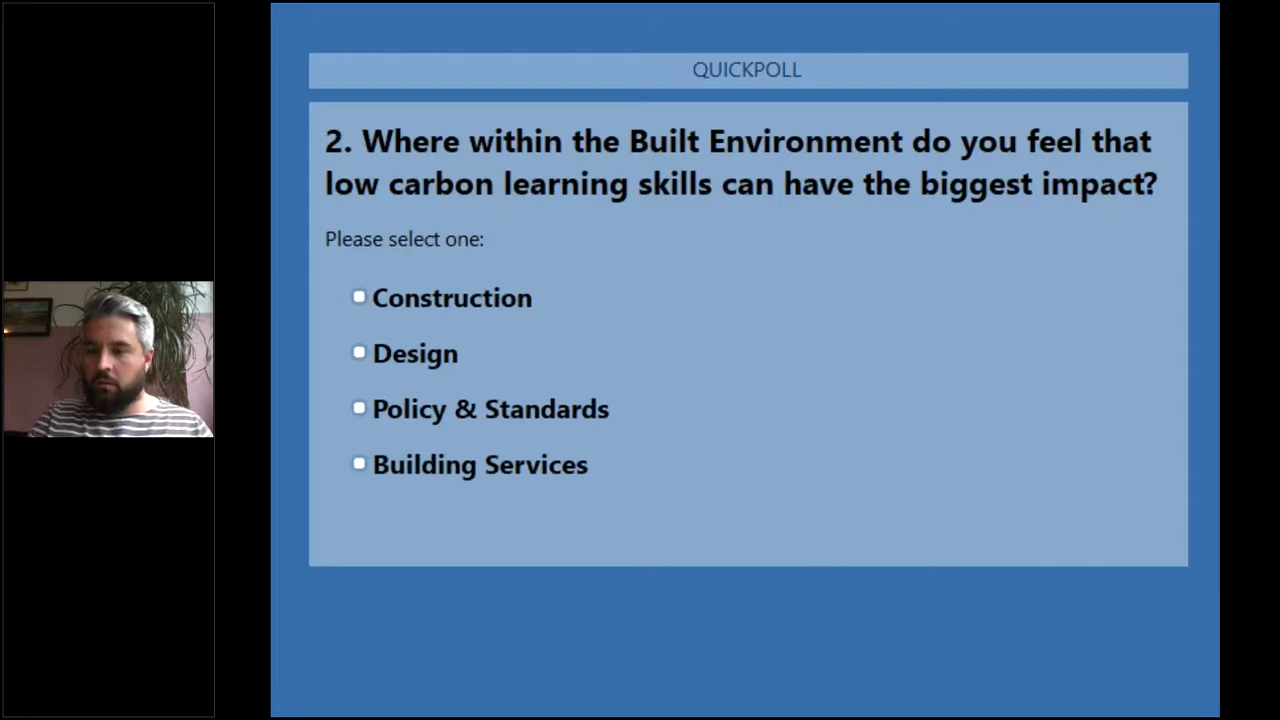 QUICKPOLL
2. Where within the Built Environment do you feel that
low carbon learning skills can have the biggest impact?
Please select one:
Construction
Design
Policy & Standards
Building Services